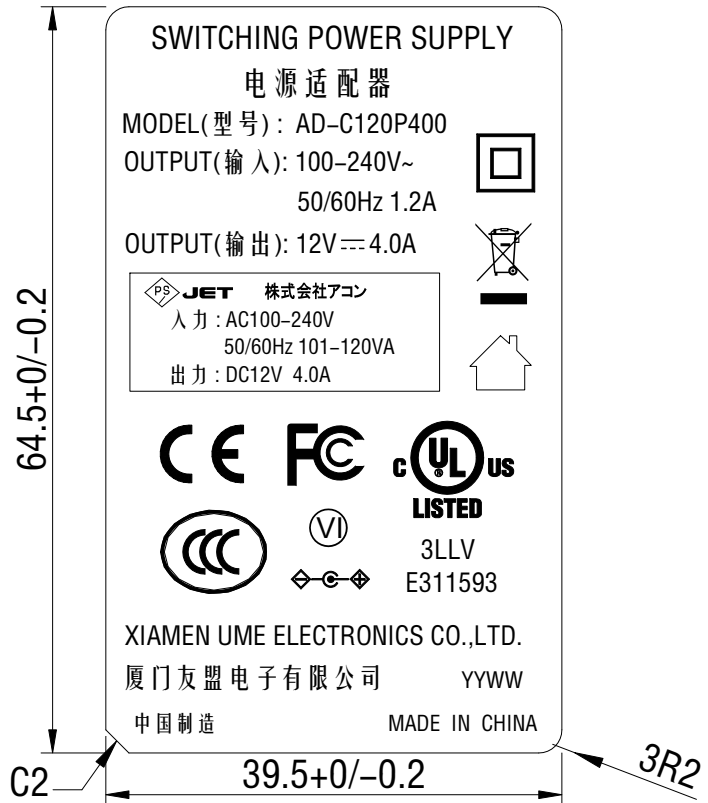 SWITCHING POWER SUPPLY
电源适配器
MODEL(型号): AD-C120P400
OUTPUT(输入): 100-240V~
50/60Hz 1.2A
OUTPUT(输出): 12V⎓4.0A
PS JET 株式会社アコン
入力: AC100-240V
50/60Hz 101-120VA
出力: DC12V 4.0A
CE FC c UL® US
LISTED
CCC
VI
3LLV
E311593
XIAMEN UME ELECTRONICS CO.,LTD.
厦门友盟电子有限公司 YYWW
中国制造 MADE IN CHINA
64.5+0/-0.2
C2
39.5+0/-0.2
3R2